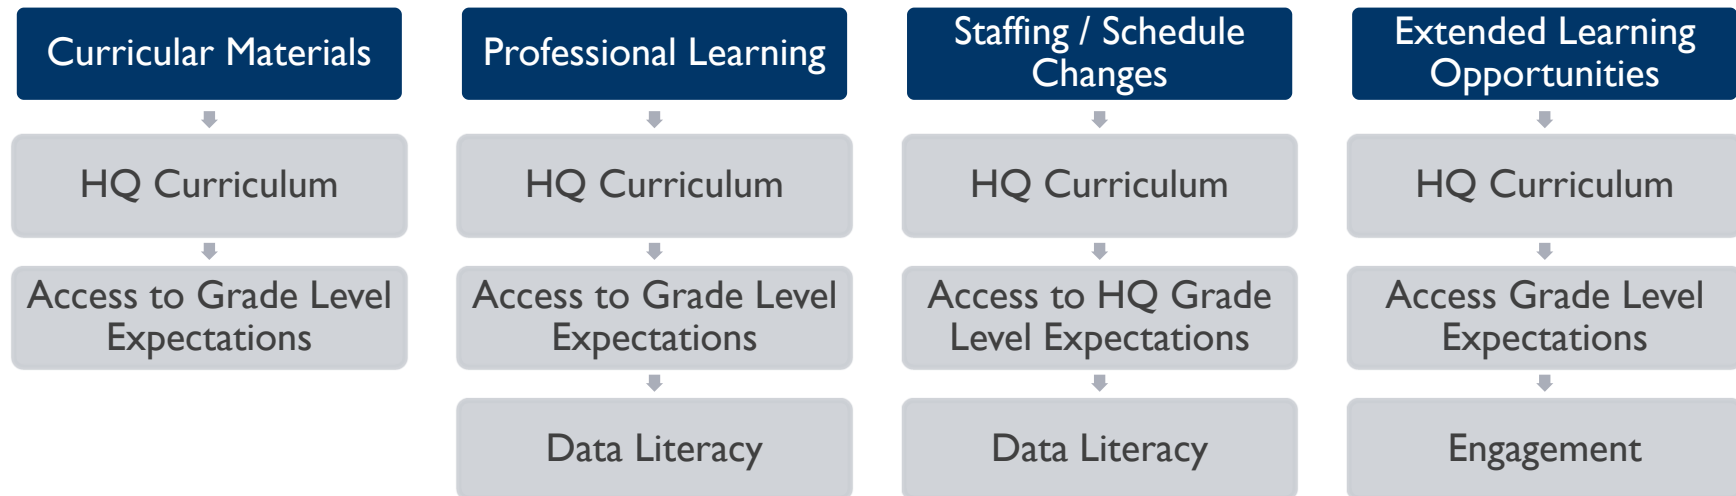 Curricular Materials
HQ Curriculum
Access to Grade Level
Expectations
Professional Learning
HQ Curriculum
Access to Grade Level
Expectations
Data Literacy
Staffing / Schedule
Changes
HQ Curriculum
Access to HQ Grade
Level Expectations
Data Literacy
Extended Learning
Opportunities
HQ Curriculum
Access Grade Level
Expectations
Engagement